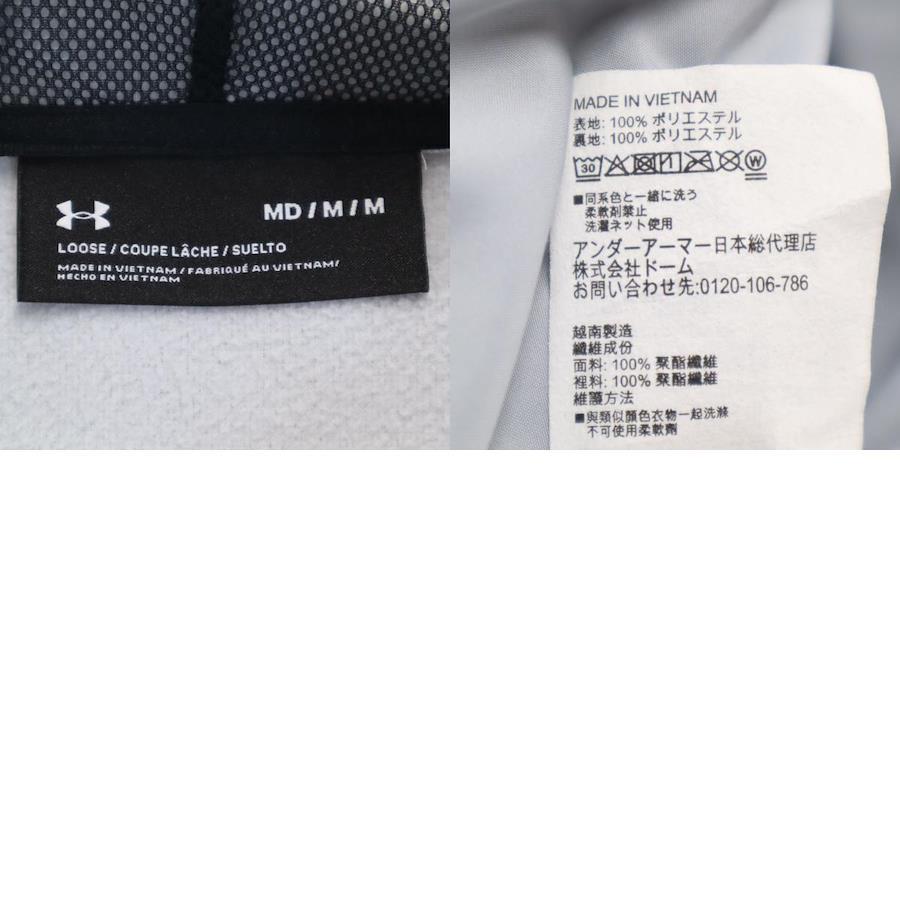 MD / M / M
LOOSE / COUPE LÂCHE / SUELTO
MADE IN VIETNAM / FABRIQUÉ AU VIETNAM/
HECHO EN VIETNAM
MADE IN VIETNAM
表地: 100% ポリエステル
裏地: 100% ポリエステル
30
W
■同系色と一緒に洗う
柔軟剤禁止
洗濯ネット使用
アンダーアーマー日本総代理店
株式会社ドーム
お問い合わせ先:0120-106-786
越南製造
纖維成份
面料: 100% 聚酯纖維
裡料: 100% 聚酯纖維
維護方法
■與類似顏色衣物一起洗滌
不可使用柔軟劑